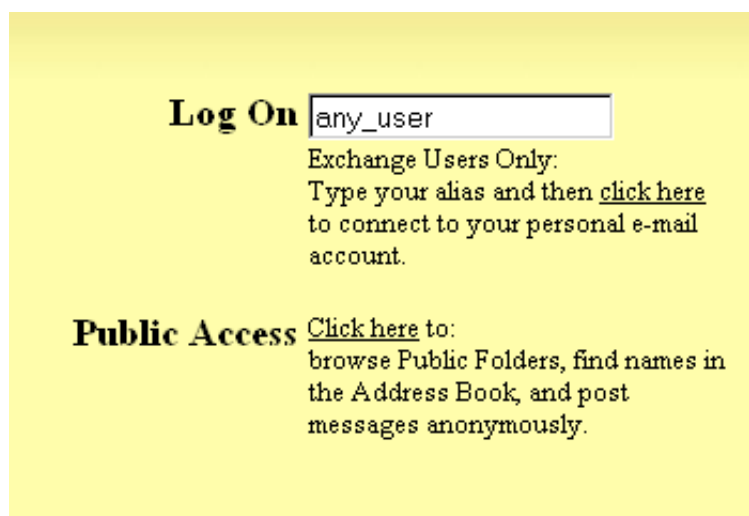 Log On any_user
Exchange Users Only:
Type your alias and then click here
to connect to your personal e-mail
account.
Public Access Click here to:
browse Public Folders, find names in
the Address Book, and post
messages anonymously.